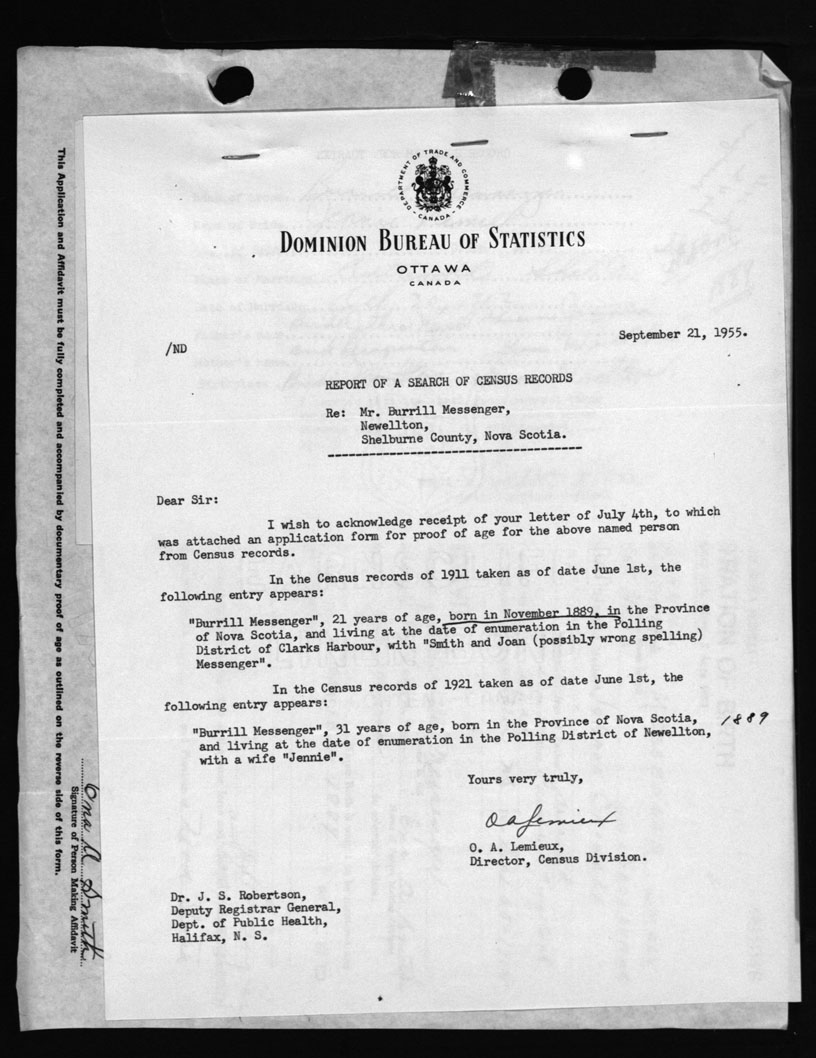 DEPARTMENT OF TRADE AND COMMERCE
- CANADA -
DOMINION BUREAU OF STATISTICS
OTTAWA
CANADA
September 21, 1955.
/ND
REPORT OF A SEARCH OF CENSUS RECORDS
Re: Mr. Burrill Messenger,
Newellton,
Shelburne County, Nova Scotia.
Dear Sir:
I wish to acknowledge receipt of your letter of July 4th, to which
was attached an application form for proof of age for the above named person
from Census records.
In the Census records of 1911 taken as of date June 1st, the
following entry appears:
"Burrill Messenger", 21 years of age, born in November 1889, in the Province
of Nova Scotia, and living at the date of enumeration in the Polling
District of Clarks Harbour, with "Smith and Joan (possibly wrong spelling)
Messenger".
In the Census records of 1921 taken as of date June 1st, the
following entry appears:
"Burrill Messenger", 31 years of age, born in the Province of Nova Scotia,
and living at the date of enumeration in the Polling District of Newellton,
with a wife "Jennie".
1889
Yours very truly,
O A Lemieux
O. A. Lemieux,
Director, Census Division.
Dr. J. S. Robertson,
Deputy Registrar General,
Dept. of Public Health,
Halifax, N. S.
This Application and Affidavit must be fully completed and accompanied by documentary proof of age as outlined on the reverse side of this form.
Ona A Smith
Signature of Person Making Affidavit